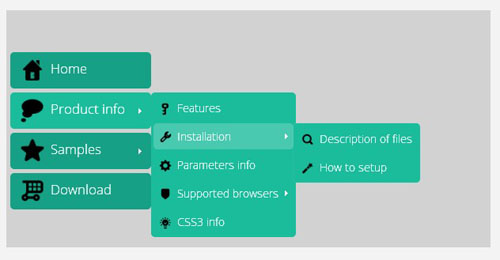 Home
Product info
Samples
Download
Features
Installation
Parameters info
Supported browsers
CSS3 info
Description of files
How to setup